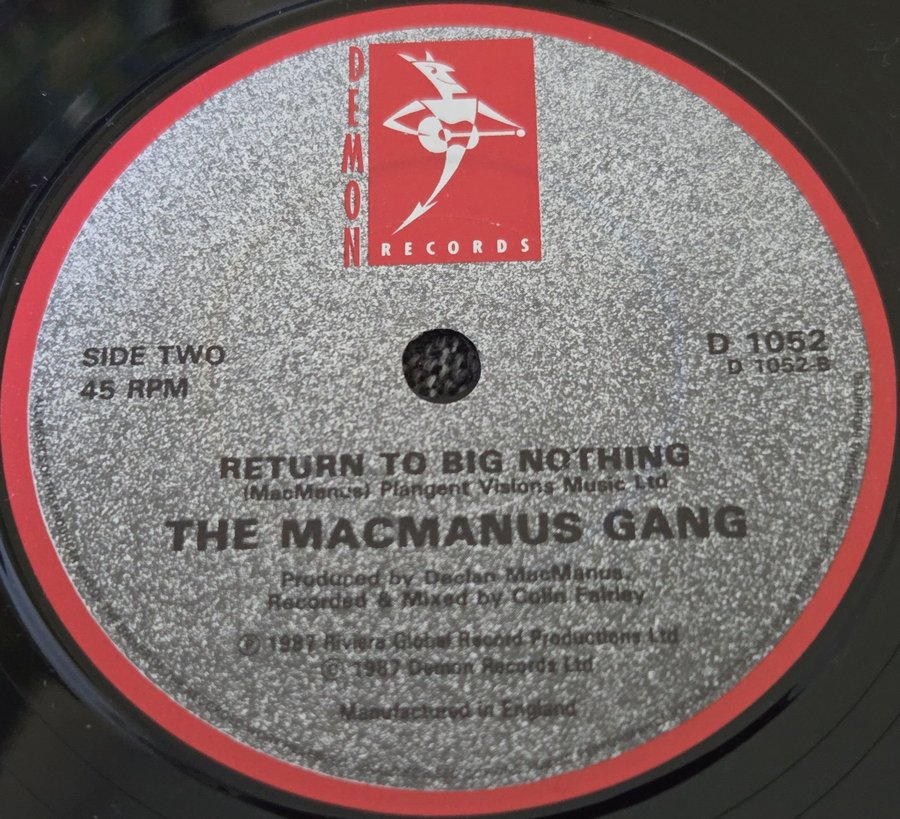 DEMON
RECORDS
SIDE TWO
45 RPM
D 1052
D 1052 B
RETURN TO BIG NOTHING
(MacManus) Plangent Visions Music Ltd
THE MACMANUS GANG
Produced by Declan MacManus.
Recorded & Mixed by Colin Fairley
Ⓟ 1987 Riviera Global Record Productions Ltd
© 1987 Demon Records Ltd
Manufactured in England